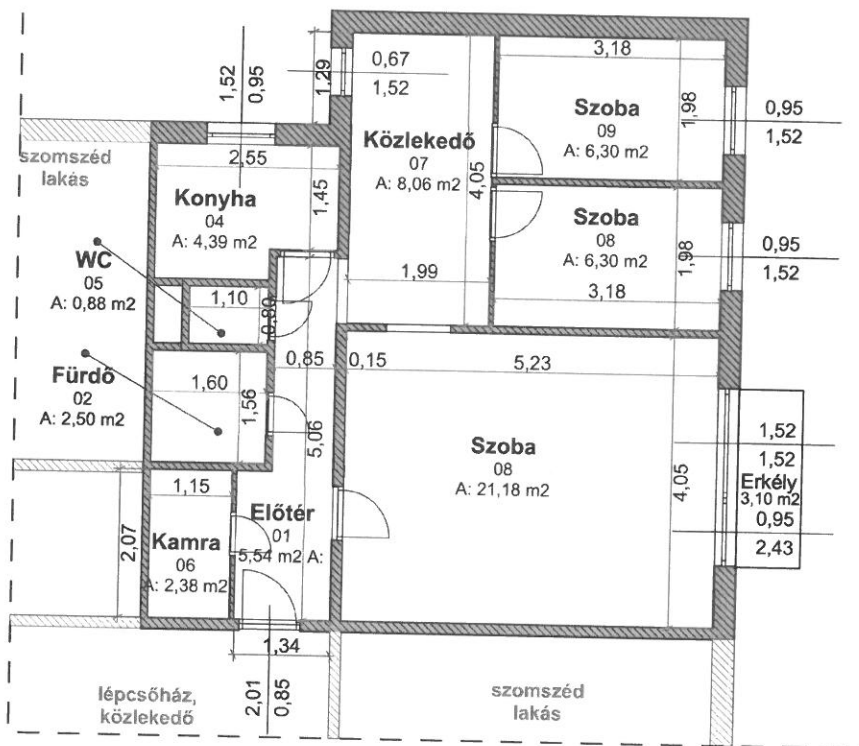 3,18
0,67
1,52
1,29
1,52
0,95
Szoba
09
A: 6,30 m2
1,98
0,95
1,52
szomszéd
lakás
2,55
Közlekedő
07
A: 8,06 m2
4,05
Konyha
04
A: 4,39 m2
1,45
Szoba
08
A: 6,30 m2
1,98
0,95
1,52
WC
05
A: 0,88 m2
1,10
0,80
1,99
3,18
Fürdő
02
A: 2,50 m2
1,60
1,56
0,85
0,15
5,23
5,06
Szoba
08
A: 21,18 m2
4,05
1,52
1,52
Erkély
3,10 m2
0,95
2,43
1,15
2,07
Kamra
06
A: 2,38 m2
Előtér
01
5,54 m2 A:
1,34
2,01
0,85
lépcsőház,
közlekedő
szomszéd
lakás